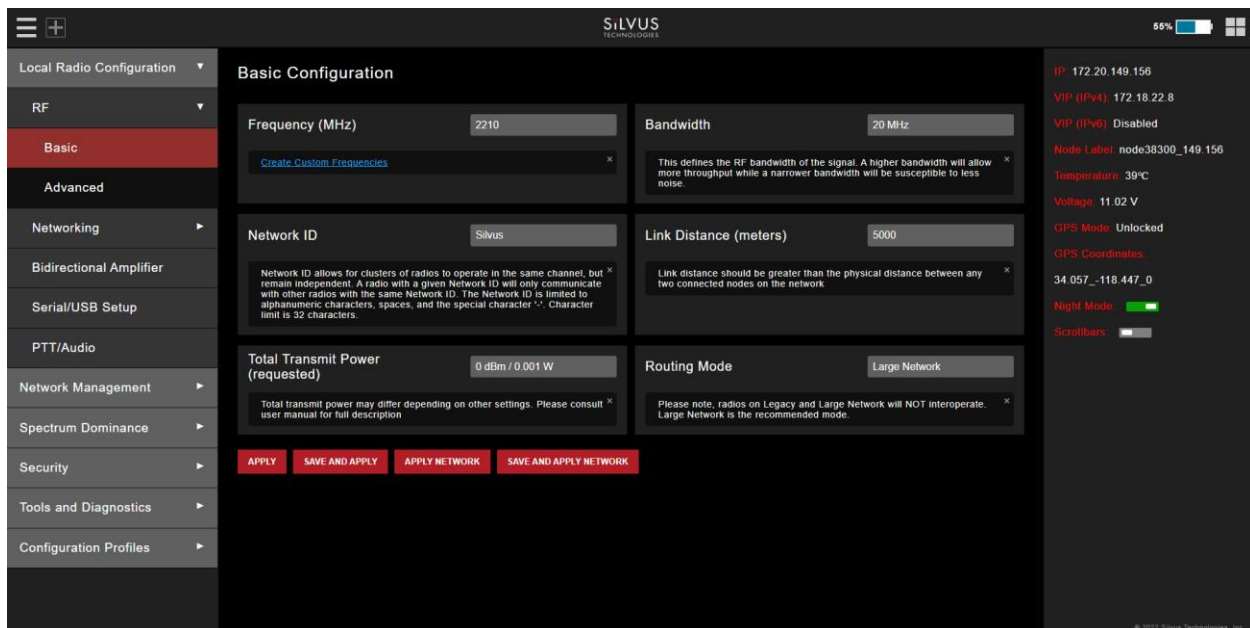 SiLVUS
TECHNOLOGIES
55%
Local Radio Configuration
RF
Basic
Advanced
Networking
Bidirectional Amplifier
Serial/USB Setup
PTT/Audio
Network Management
Spectrum Dominance
Security
Tools and Diagnostics
Configuration Profiles
Basic Configuration
Frequency (MHz)
2210
Create Custom Frequencies
Bandwidth
20 MHz
This defines the RF bandwidth of the signal. A higher bandwidth will allow
more throughput while a narrower bandwidth will be susceptible to less
noise.
Network ID
Silvus
Network ID allows for clusters of radios to operate in the same channel, but
remain independent. A radio with a given Network ID will only communicate
with other radios with the same Network ID. The Network ID is limited to
alphanumeric characters, spaces, and the special character '-'. Character
limit is 32 characters.
Link Distance (meters)
5000
Link distance should be greater than the physical distance between any
two connected nodes on the network
Total Transmit Power
(requested)
0 dBm / 0.001 W
Total transmit power may differ depending on other settings. Please consult
user manual for full description
Routing Mode
Large Network
Please note, radios on Legacy and Large Network will NOT interoperate.
Large Network is the recommended mode.
APPLY
SAVE AND APPLY
APPLY NETWORK
SAVE AND APPLY NETWORK
IP: 172.20.149.156
VIP (IPv4): 172.18.22.8
VIP (IPv6): Disabled
Node Label: node38300_149.156
Temperature: 39°C
Voltage: 11.02 V
GPS Mode: Unlocked
GPS Coordinates:
34.057_-118.447_0
Night Mode:
Scrollbars:
© 2022 Silvus Technologies, Inc.